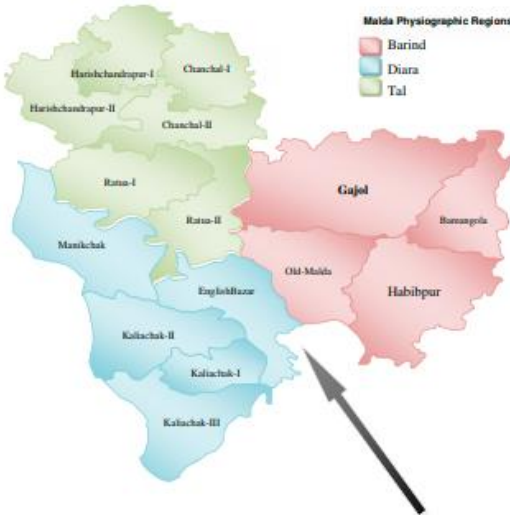 Malda Physiographic Regions
Barind
Diara
Tal
Harishchandrapur-I
Chanchal-I
Harishchandrapur-II
Chanchal-II
Ratua-I
Ratua-II
Gajol
Bamangola
Manikchak
Old-Malda
EnglishBazar
Habibpur
Kaliachak-II
Kaliachak-I
Kaliachak-III